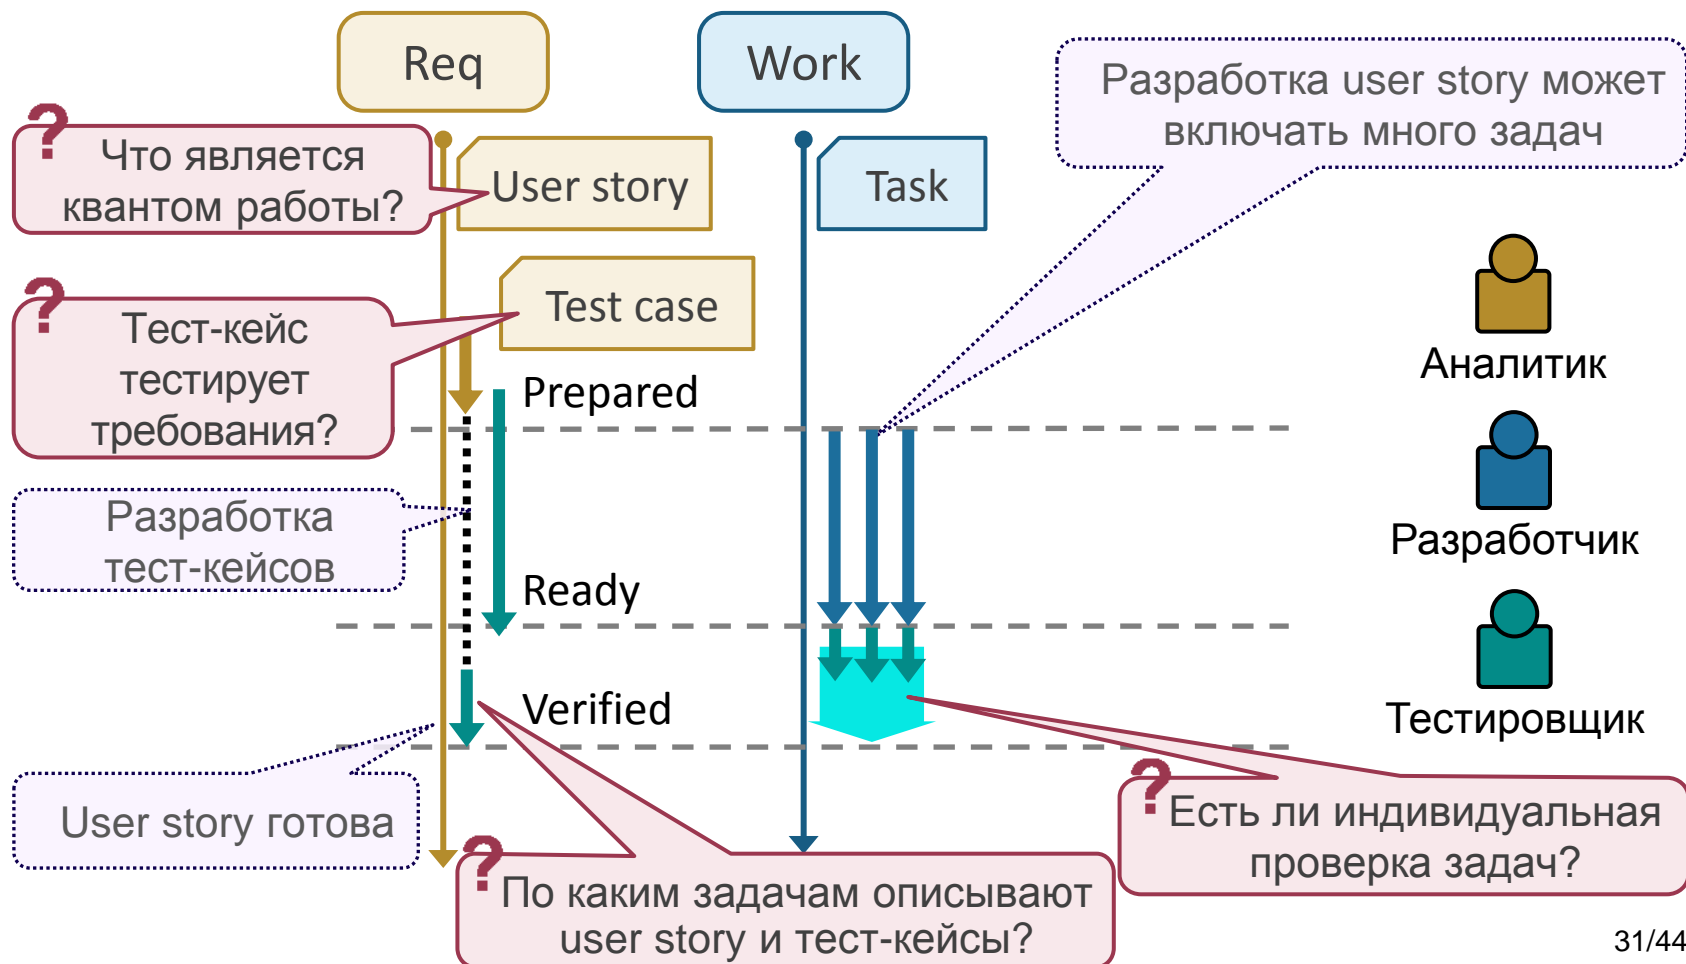 Req
Work
Разработка user story может
включать много задач
?
Что является
квантом работы?
User story
Task
?
Тест-кейс
тестирует
требования?
Test case
Prepared
Аналитик
Разработка
тест-кейсов
Ready
Разработчик
Verified
Тестировщик
User story готова
?
По каким задачам описывают
user story и тест-кейсы?
?
Есть ли индивидуальная
проверка задач?
31/44